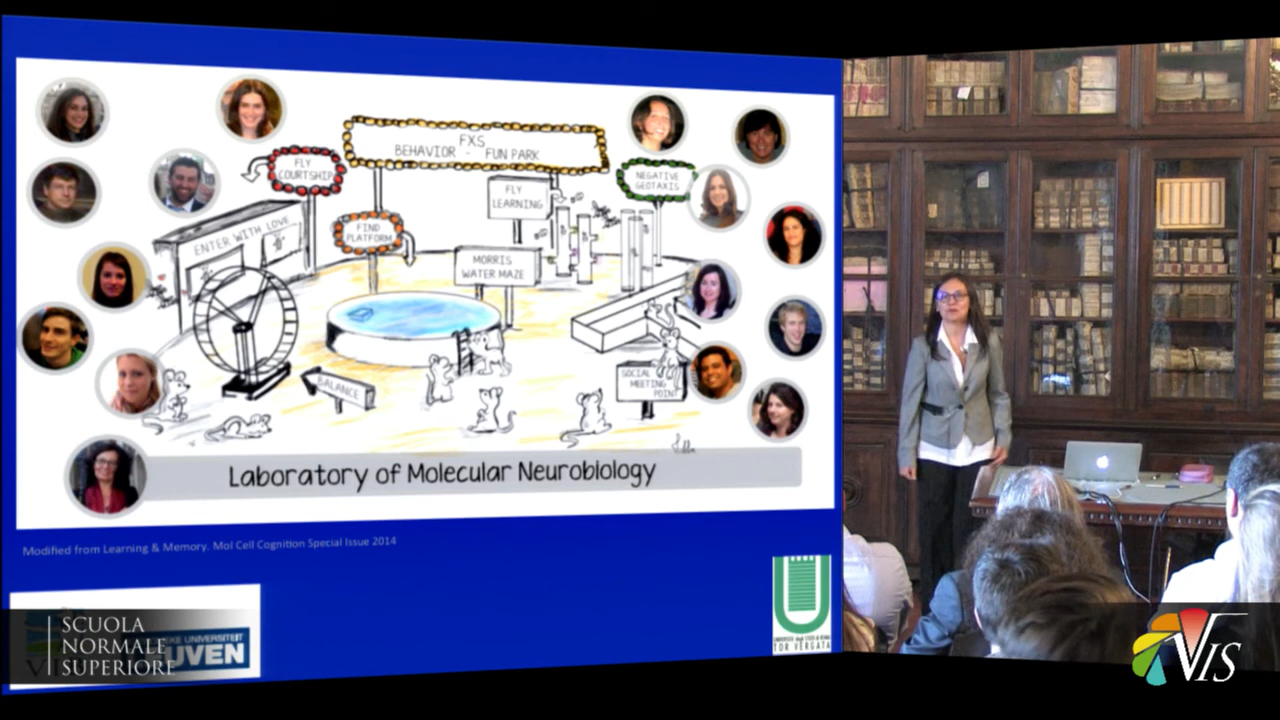 FXS
BEHAVIOR - FUN PARK
FLY
COURTSHIP
NEGATIVE
GEOTAXIS
FLY
LEARNING
ENTER WITH LOVE
FIND
PLATFORM
MORRIS
WATER MAZE
BALANCE
SOCIAL
MEETING
POINT
Laboratory of Molecular Neurobiology
Modified from Learning & Memory. Mol Cell Cognition Special Issue 2014
SCUOLA
NORMALE
SUPERIORE
UNIVERSITEIT
UVEN
TOR VERGATA
VIS